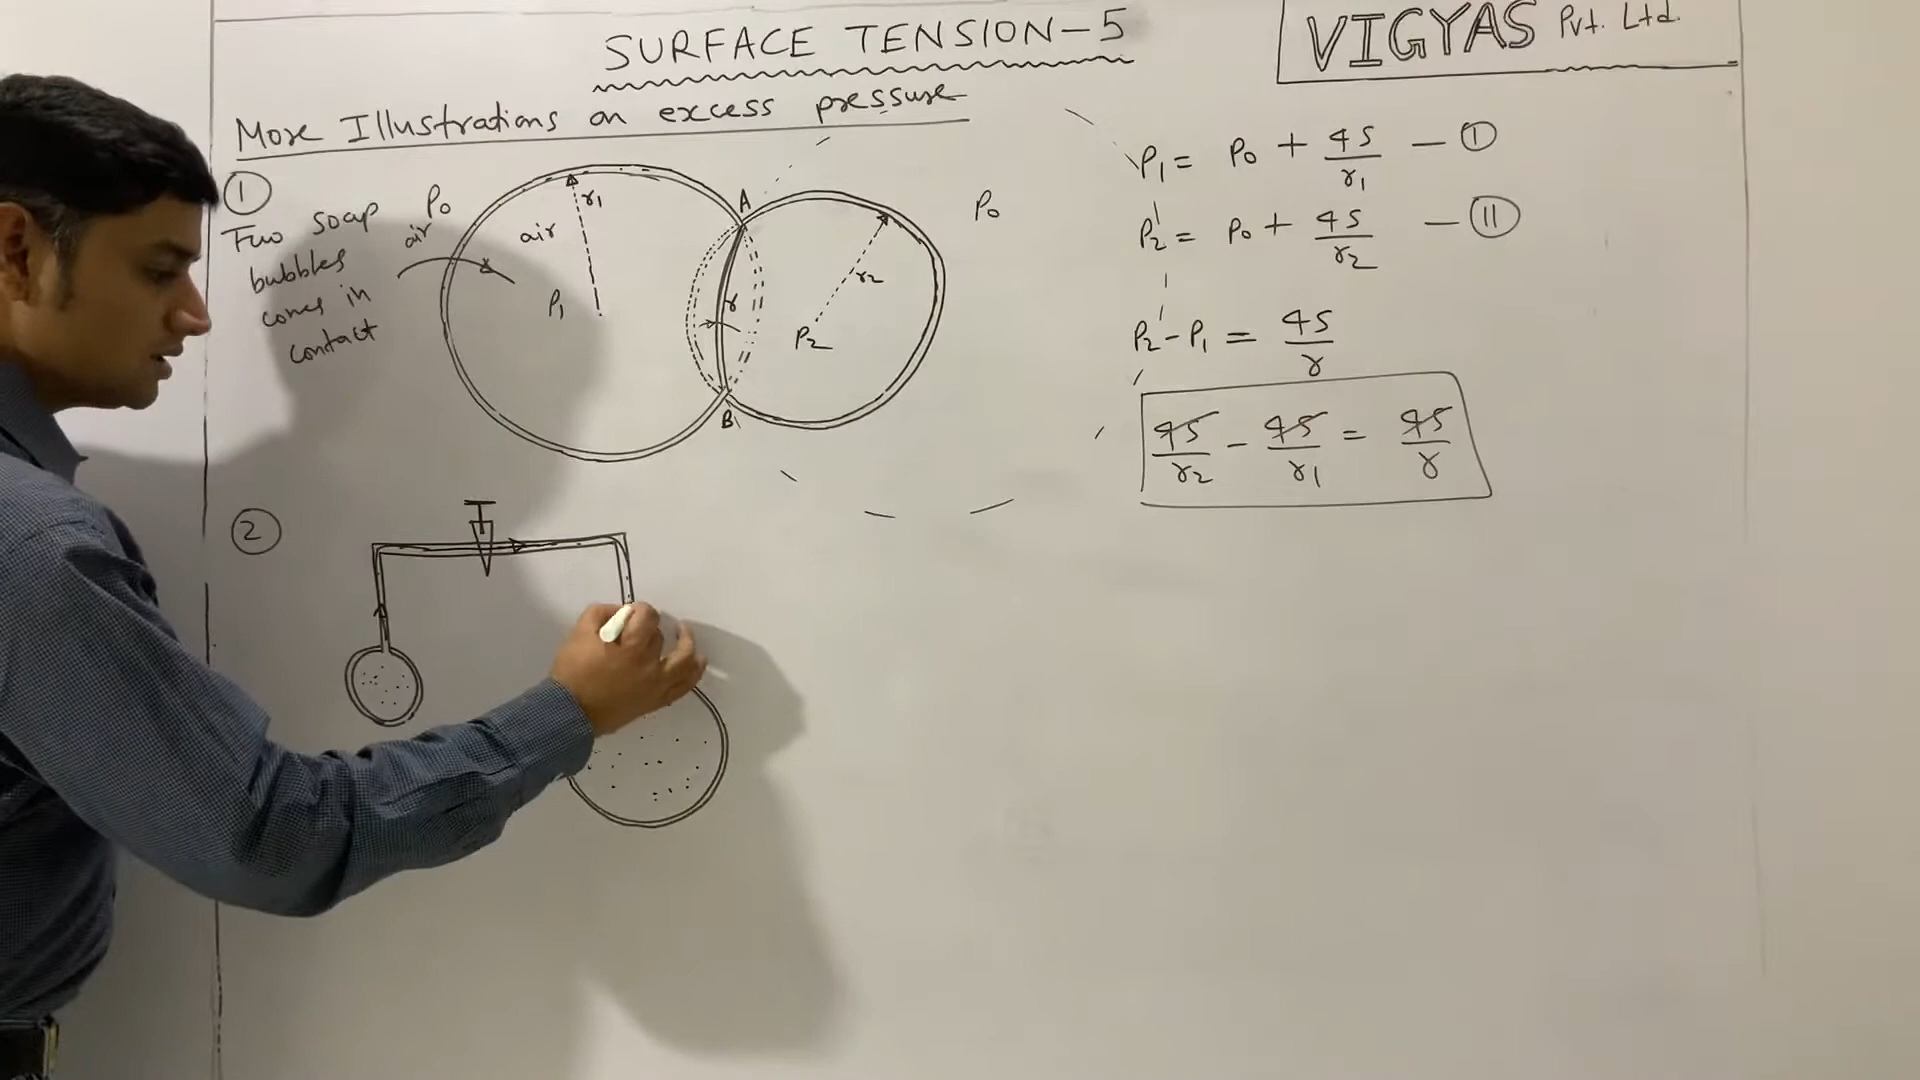 SURFACE TENSION-5
VIGYAS Pvt. Ltd.
More Illustrations on excess pressure
①
Two soap
bubbles
comes in
contact
P₀
air
air
r₁
P₁
A
r
B
r₂
P₂
P₀
P₁ = P₀ + 4S/r₁ — Ⓘ
P₂ = P₀ + 4S/r₂ — ⓘⓘ
P₂ - P₁ = 4S/r
4S/r₂ - 4S/r₁ = 4S/r
②